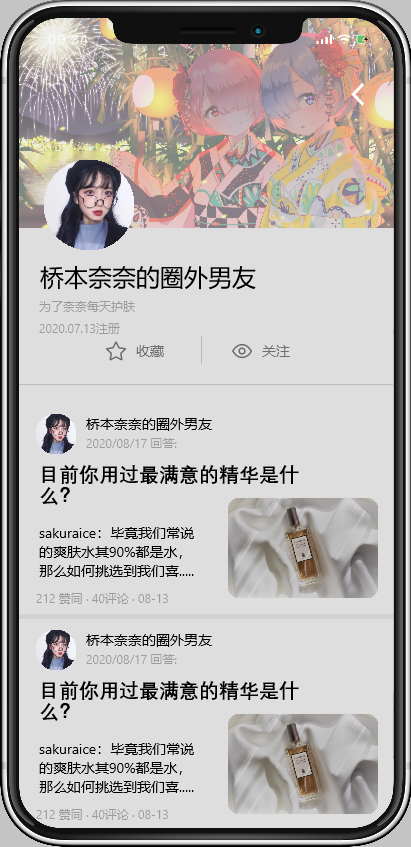 桥本奈奈的圈外男友
为了奈奈每天护肤
2020.07.13注册
收藏
关注
桥本奈奈的圈外男友
2020/08/17 回答:
目前你用过最满意的精华是什
么？
sakuraice：毕竟我们常说
的爽肤水其90%都是水，
那么如何挑选到我们喜.....
212 赞同 · 40评论 · 08-13
桥本奈奈的圈外男友
2020/08/17 回答:
目前你用过最满意的精华是什
么？
sakuraice：毕竟我们常说
的爽肤水其90%都是水，
那么如何挑选到我们喜.....
212 赞同 · 40评论 · 08-13